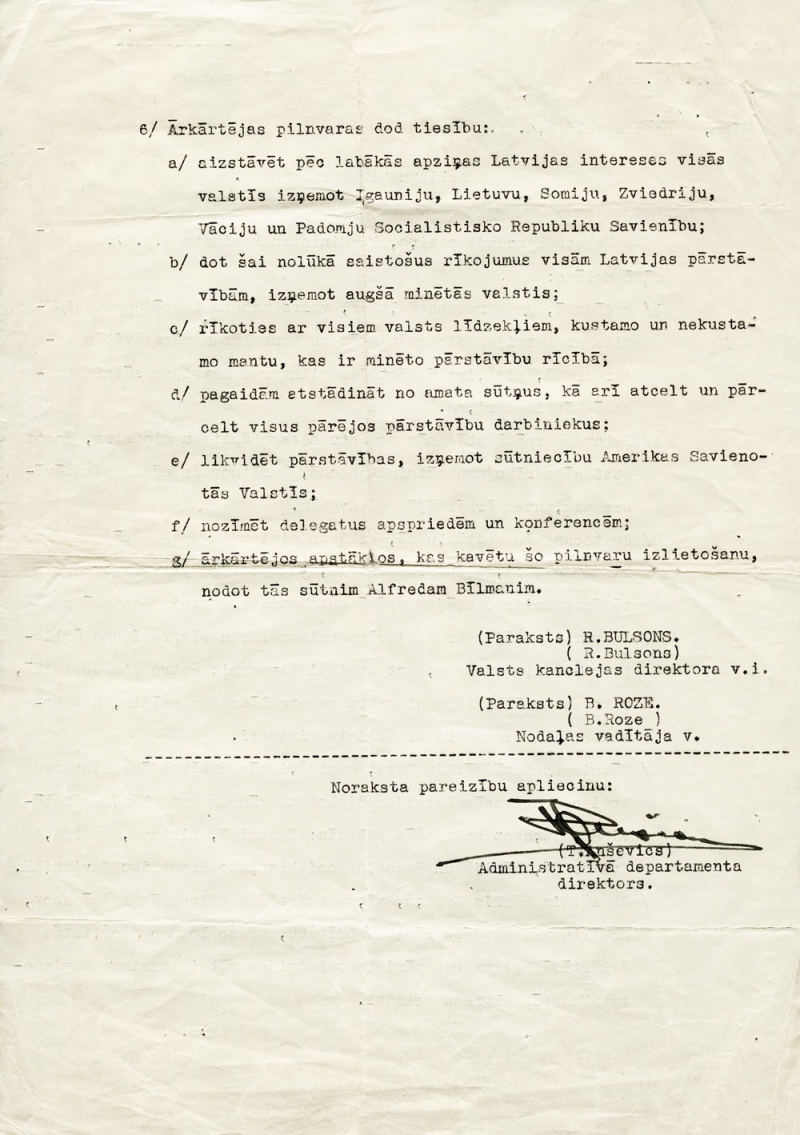 6/ Ārkārtējas pilnvaras dod tiesību:
a/ aizstāvēt pēc labākās apziņas Latvijas intereses visās
valstīs izņemot Igauniju, Lietuvu, Somiju, Zviedriju,
Vāciju un Padomju Socialistisko Republiku Savienību;
b/ dot šai nolūkā saistošus rīkojumus visām Latvijas pārstā-
vībām, izņemot augšā minētās valstis;
c/ rīkoties ar visiem valsts līdzekļiem, kustamo un nekusta-
mo mantu, kas ir minēto pārstāvību rīcībā;
d/ pagaidām atstādināt no amata sūtņus, kā arī atcelt un pār-
celt visus pārējos pārstāvību darbiniekus;
e/ likvidēt pārstāvības, izņemot sūtniecību Amerikas Savieno-
tās Valstīs;
f/ nozīmēt delegatus apspriedēm un konferencēm;
g/ ārkārtējos apstākļos, kas kavētu šo pilnvaru izlietošanu,
nodot tās sūtnim Alfredam Bīlmanim.
(Paraksts) R.BULSONS.
( R.Bulsons)
Valsts kanclejas direktora v.i.
(Paraksts) B. ROZE.
( B.Roze )
Nodaļas vadītāja v.
Noraksta pareizību apliecinu:
(T.Anševics)
Administratīvā departamenta
direktors.